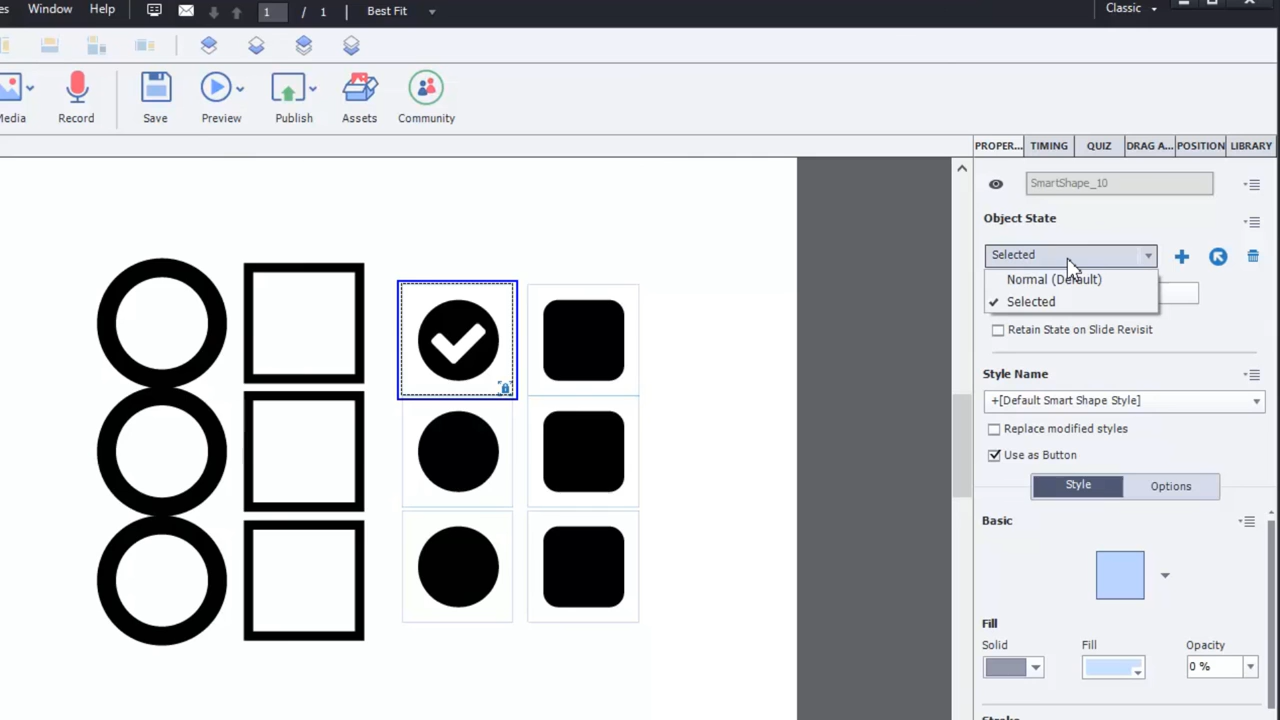 es Window Help 1 / 1 Best Fit Classic
Media Record Save Preview Publish Assets Community
PROPER... TIMING QUIZ DRAG A... POSITION LIBRARY
SmartShape_10
Object State
Selected
Normal (Default)
Selected
Retain State on Slide Revisit
Style Name
+[Default Smart Shape Style]
Replace modified styles
Use as Button
Style Options
Basic
Fill
Solid Fill Opacity
0 %